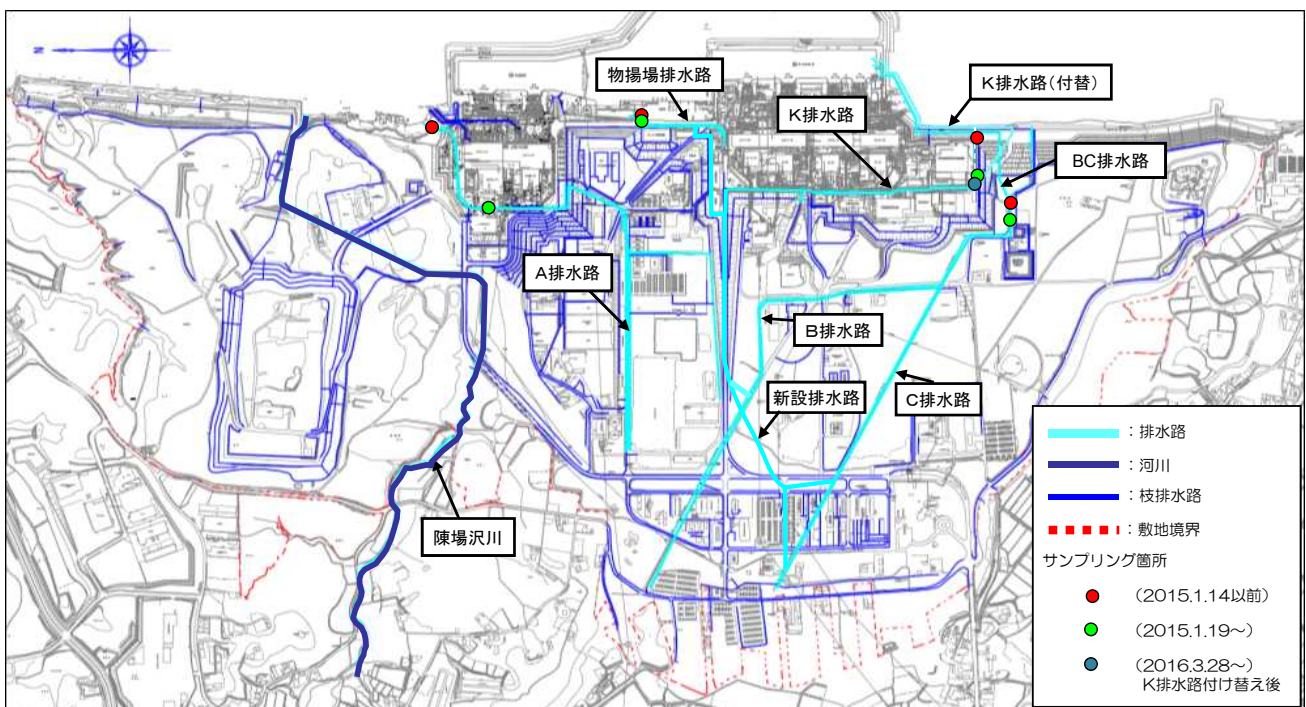 N
物揚場排水路
K排水路(付替)
K排水路
BC排水路
A排水路
B排水路
新設排水路
C排水路
陳場沢川
：排水路
：河川
：枝排水路
：敷地境界
サンプリング箇所
（2015.1.14以前）
（2015.1.19～）
（2016.3.28～）
K排水路付け替え後